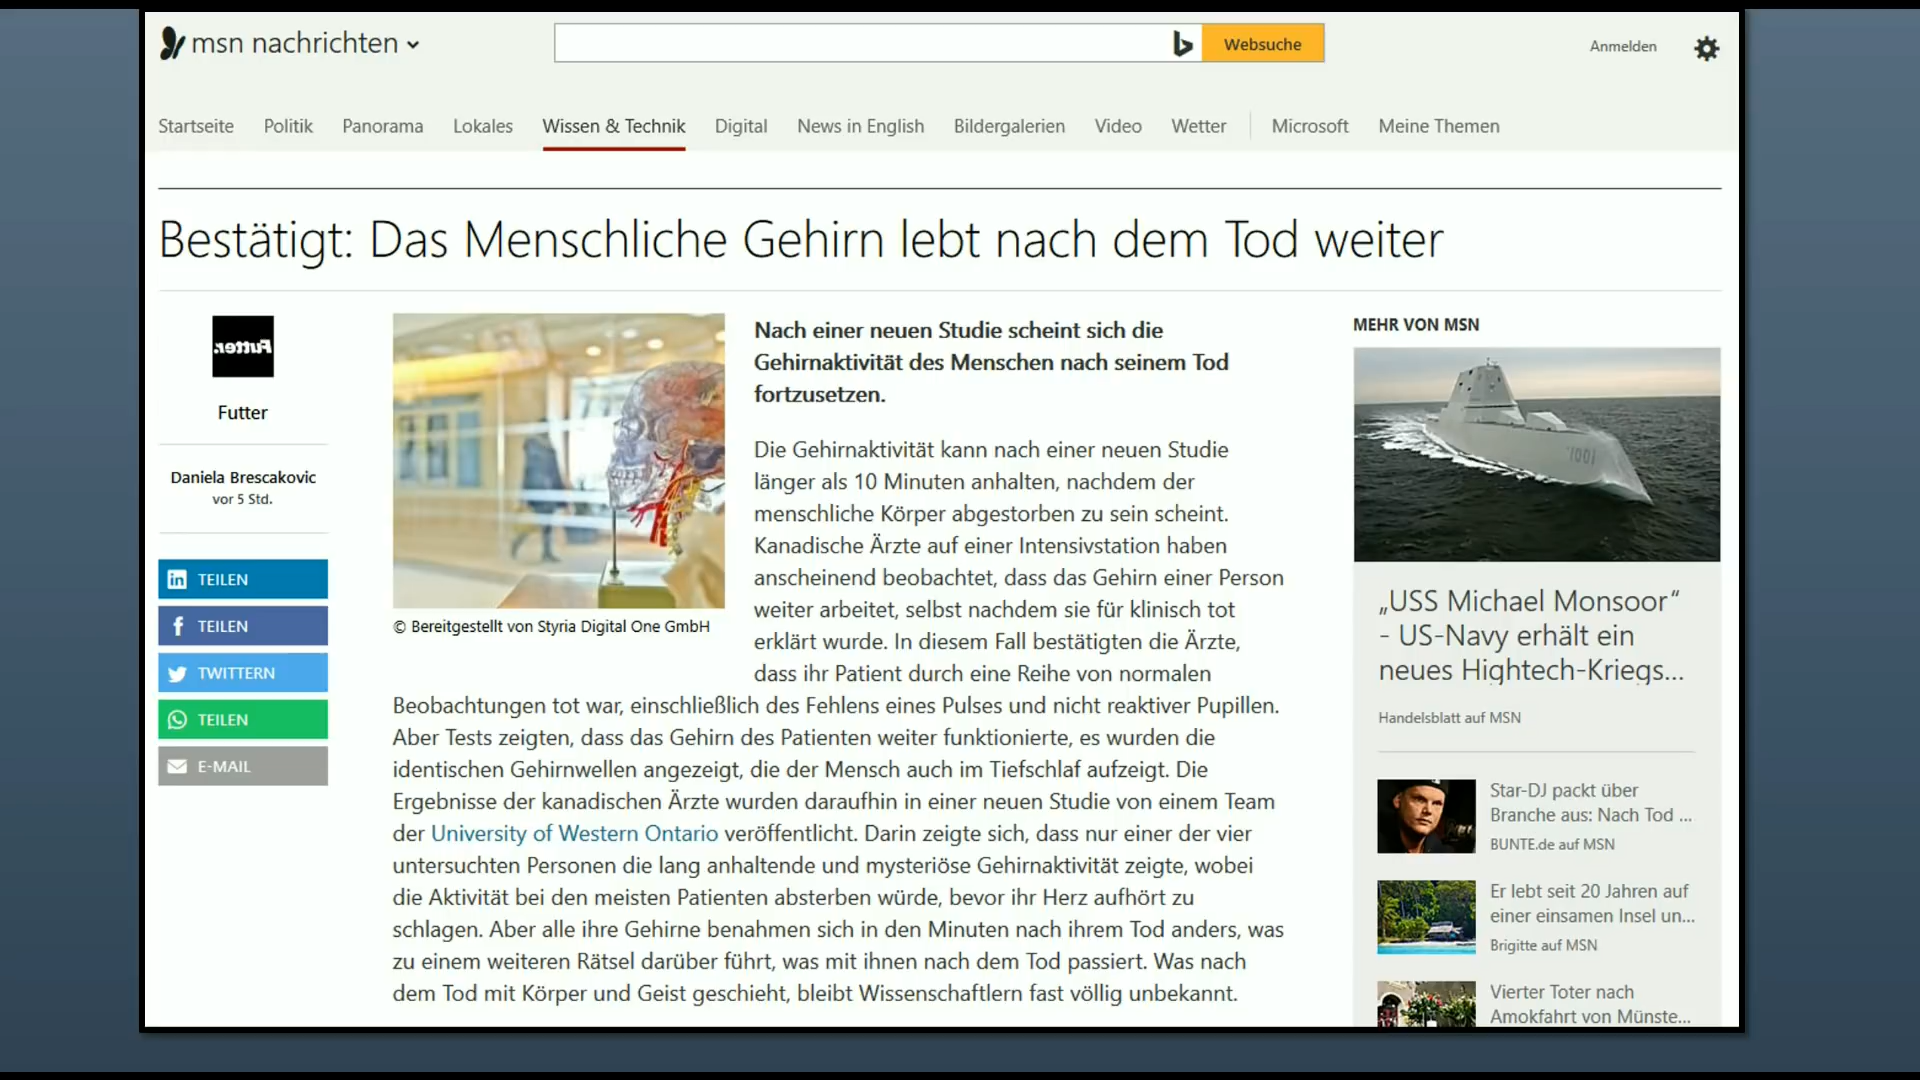 msn nachrichten
Websuche
Anmelden
Startseite Politik Panorama Lokales Wissen & Technik Digital News in English Bildergalerien Video Wetter Microsoft Meine Themen
Bestätigt: Das Menschliche Gehirn lebt nach dem Tod weiter
Futter.
Futter
Daniela Brescakovic
vor 5 Std.
TEILEN
TEILEN
TWITTERN
TEILEN
E-MAIL
© Bereitgestellt von Styria Digital One GmbH
Nach einer neuen Studie scheint sich die
Gehirnaktivität des Menschen nach seinem Tod
fortzusetzen.
Die Gehirnaktivität kann nach einer neuen Studie
länger als 10 Minuten anhalten, nachdem der
menschliche Körper abgestorben zu sein scheint.
Kanadische Ärzte auf einer Intensivstation haben
anscheinend beobachtet, dass das Gehirn einer Person
weiter arbeitet, selbst nachdem sie für klinisch tot
erklärt wurde. In diesem Fall bestätigten die Ärzte,
dass ihr Patient durch eine Reihe von normalen
Beobachtungen tot war, einschließlich des Fehlens eines Pulses und nicht reaktiver Pupillen.
Aber Tests zeigten, dass das Gehirn des Patienten weiter funktionierte, es wurden die
identischen Gehirnwellen angezeigt, die der Mensch auch im Tiefschlaf aufzeigt. Die
Ergebnisse der kanadischen Ärzte wurden daraufhin in einer neuen Studie von einem Team
der University of Western Ontario veröffentlicht. Darin zeigte sich, dass nur einer der vier
untersuchten Personen die lang anhaltende und mysteriöse Gehirnaktivität zeigte, wobei
die Aktivität bei den meisten Patienten absterben würde, bevor ihr Herz aufhört zu
schlagen. Aber alle ihre Gehirne benahmen sich in den Minuten nach ihrem Tod anders, was
zu einem weiteren Rätsel darüber führt, was mit ihnen nach dem Tod passiert. Was nach
dem Tod mit Körper und Geist geschieht, bleibt Wissenschaftlern fast völlig unbekannt.
MEHR VON MSN
1001
„USS Michael Monsoor“
- US-Navy erhält ein
neues Hightech-Kriegs...
Handelsblatt auf MSN
Star-DJ packt über
Branche aus: Nach Tod ...
BUNTE.de auf MSN
Er lebt seit 20 Jahren auf
einer einsamen Insel un...
Brigitte auf MSN
Vierter Toter nach
Amokfahrt von Münste...